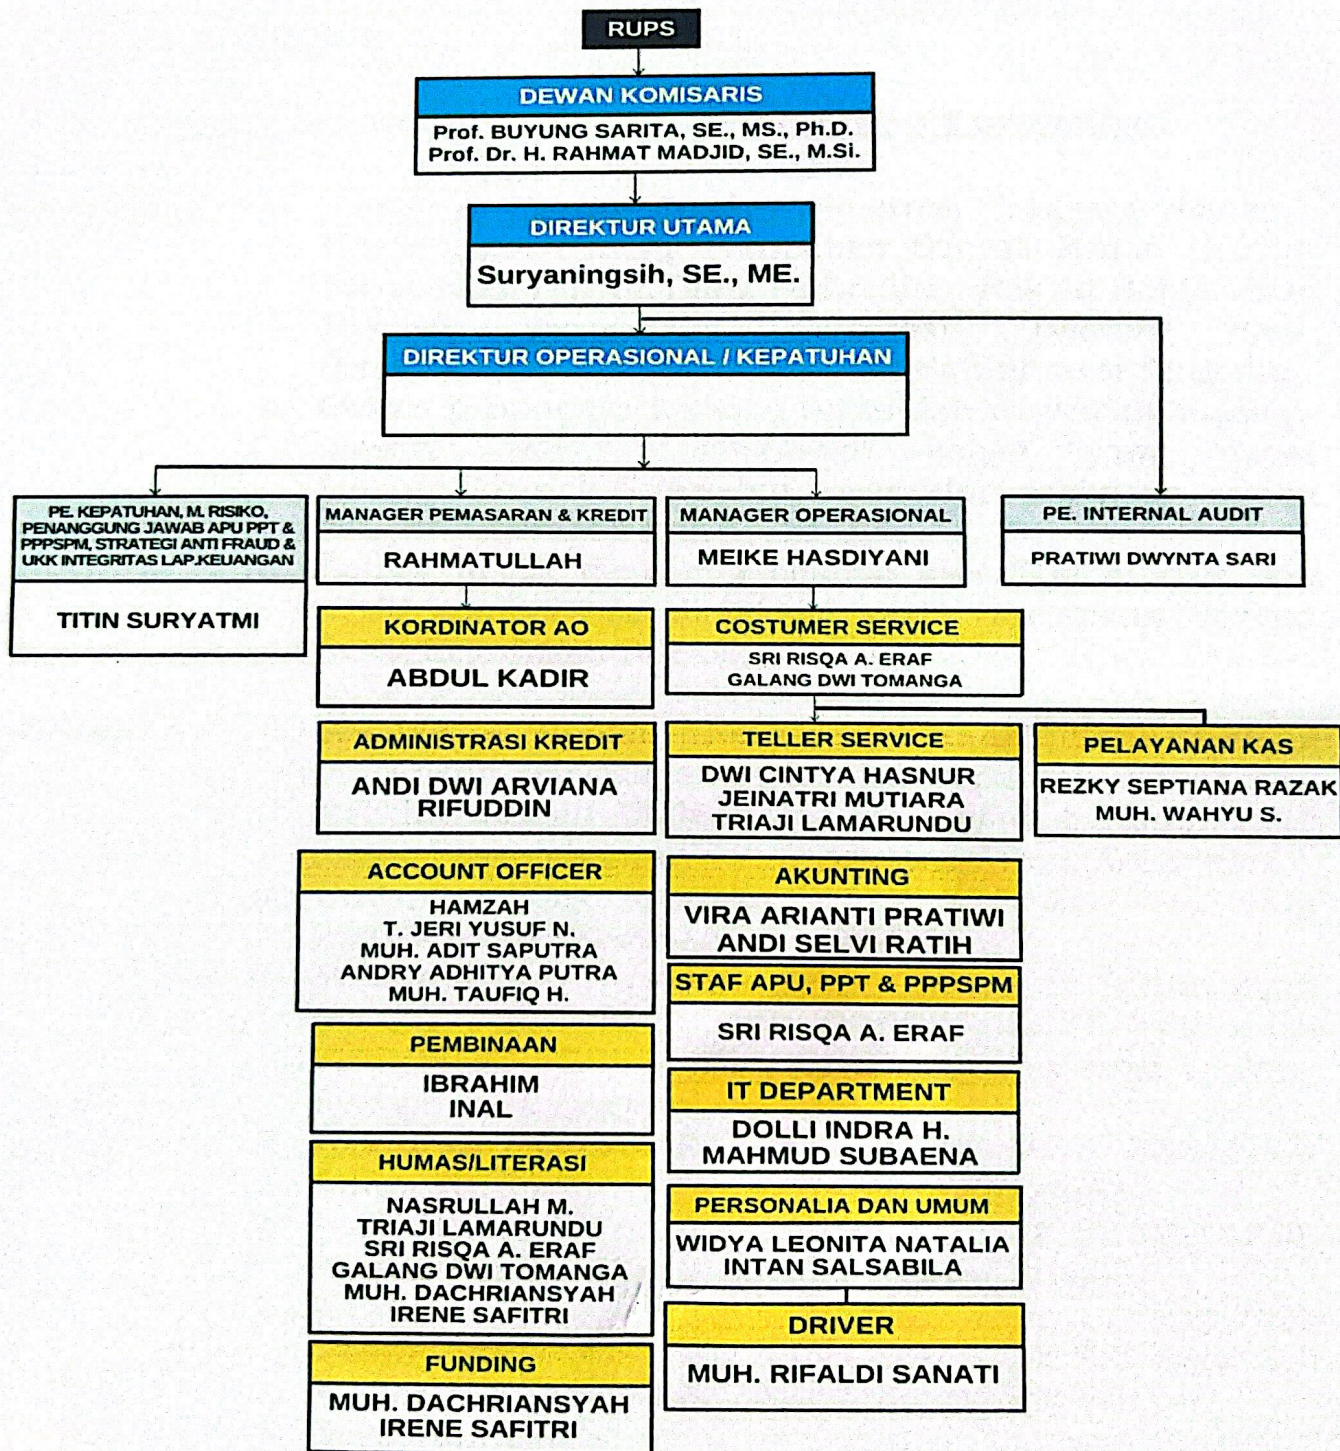 RUPS
DEWAN KOMISARIS
Prof. BUYUNG SARITA, SE., MS., Ph.D.
Prof. Dr. H. RAHMAT MADJID, SE., M.Si.
DIREKTUR UTAMA
Suryaningsih, SE., ME.
DIREKTUR OPERASIONAL / KEPATUHAN
PE. KEPATUHAN, M. RISIKO,
PENANGGUNG JAWAB APU PPT &
PPPSPM, STRATEGI ANTI FRAUD &
UKK INTEGRITAS LAP.KEUANGAN
TITIN SURYATMI
MANAGER PEMASARAN & KREDIT
RAHMATULLAH
MANAGER OPERASIONAL
MEIKE HASDIYANI
PE. INTERNAL AUDIT
PRATIWI DWYNTA SARI
KORDINATOR AO
ABDUL KADIR
COSTUMER SERVICE
SRI RISQA A. ERAF
GALANG DWI TOMANGA
ADMINISTRASI KREDIT
ANDI DWI ARVIANA
RIFUDDIN
TELLER SERVICE
DWI CINTYA HASNUR
JEINATRI MUTIARA
TRIAJI LAMARUNDU
PELAYANAN KAS
REZKY SEPTIANA RAZAK
MUH. WAHYU S.
ACCOUNT OFFICER
HAMZAH
T. JERI YUSUF N.
MUH. ADIT SAPUTRA
ANDRY ADHITYA PUTRA
MUH. TAUFIQ H.
AKUNTING
VIRA ARIANTI PRATIWI
ANDI SELVI RATIH
STAF APU, PPT & PPPSPM
SRI RISQA A. ERAF
PEMBINAAN
IBRAHIM
INAL
IT DEPARTMENT
DOLLI INDRA H.
MAHMUD SUBAENA
HUMAS/LITERASI
NASRULLAH M.
TRIAJI LAMARUNDU
SRI RISQA A. ERAF
GALANG DWI TOMANGA
MUH. DACHRIANSYAH
IRENE SAFITRI
PERSONALIA DAN UMUM
WIDYA LEONITA NATALIA
INTAN SALSABILA
DRIVER
MUH. RIFALDI SANATI
FUNDING
MUH. DACHRIANSYAH
IRENE SAFITRI